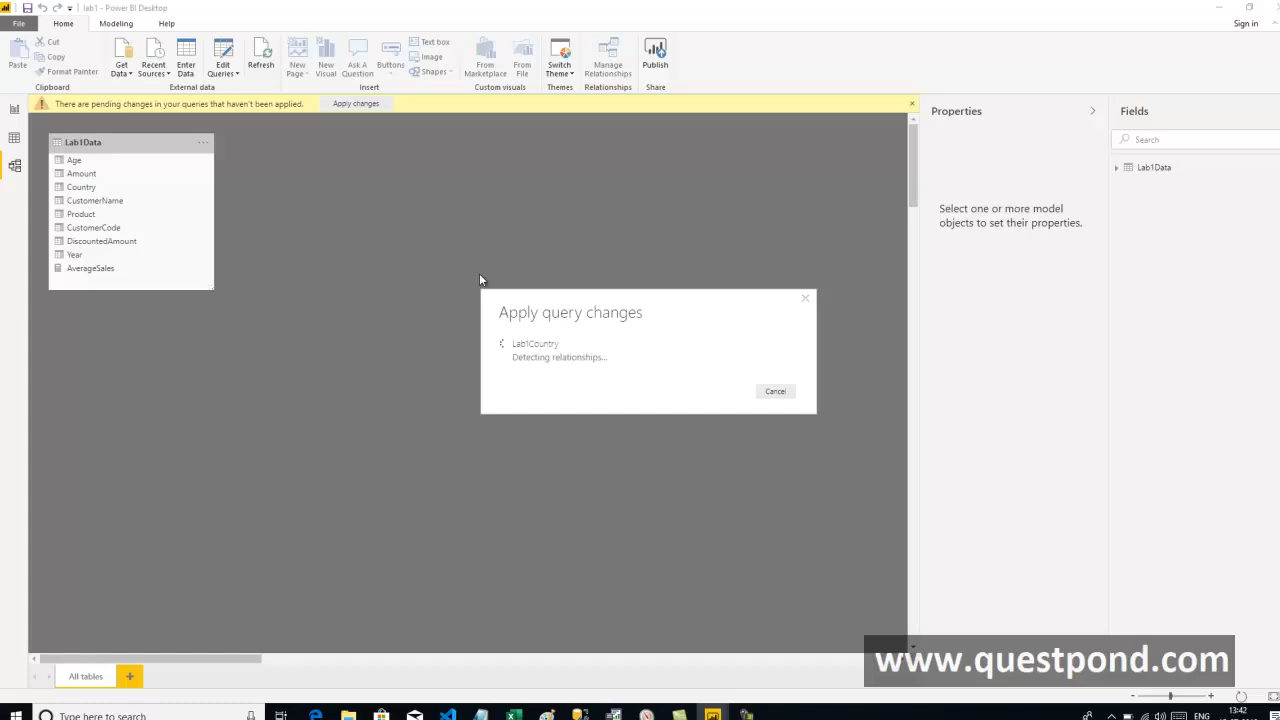 lab1 - Power BI Desktop
File
Home
Modeling
Help
Sign in
Paste
Cut
Copy
Format Painter
Clipboard
Get Data
Recent Sources
Enter Data
Edit Queries
External data
Refresh
New Page
New Visual
Ask A Question
Buttons
Text box
Image
Shapes
Insert
From Marketplace
From File
Custom visuals
Switch Theme
Themes
Manage Relationships
Relationships
Publish
Share
There are pending changes in your queries that haven't been applied.
Apply changes
Lab1Data
Age
Amount
Country
CustomerName
Product
CustomerCode
DiscountedAmount
Year
AverageSales
Apply query changes
Lab1Country
Detecting relationships...
Cancel
Properties
Select one or more model
objects to set their properties.
Fields
Search
Lab1Data
www.questpond.com
All tables
Type here to search
ENG
13:42